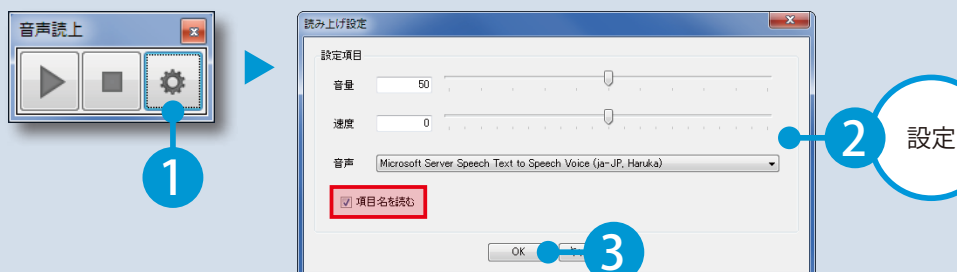 音声読上
1
読み上げ設定
設定項目
音量 50
速度 0
音声 Microsoft Server Speech Text to Speech Voice (ja-JP, Haruka)
項目名を読む
OK
2
設定
3